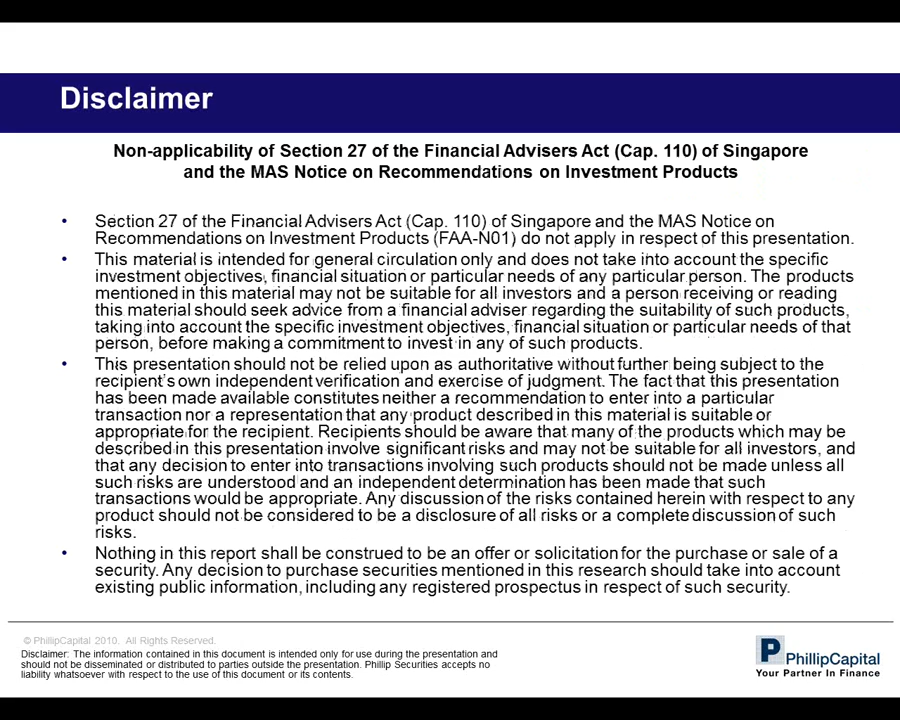 Disclaimer
Non-applicability of Section 27 of the Financial Advisers Act (Cap. 110) of Singapore
and the MAS Notice on Recommendations on Investment Products
• Section 27 of the Financial Advisers Act (Cap. 110) of Singapore and the MAS Notice on
Recommendations on Investment Products (FAA-N01) do not apply in respect of this presentation.
• This material is intended for general circulation only and does not take into account the specific
investment objectives, financial situation or particular needs of any particular person. The products
mentioned in this material may not be suitable for all investors and a person receiving or reading
this material should seek advice from a financial adviser regarding the suitability of such products,
taking into account the specific investment objectives, financial situation or particular needs of that
person, before making a commitment to invest in any of such products.
• This presentation should not be relied upon as authoritative without further being subject to the
recipient's own independent verification and exercise of judgment. The fact that this presentation
has been made available constitutes neither a recommendation to enter into a particular
transaction nor a representation that any product described in this material is suitable or
appropriate for the recipient. Recipients should be aware that many of the products which may be
described in this presentation involve significant risks and may not be suitable for all investors, and
that any decision to enter into transactions involving such products should not be made unless all
such risks are understood and an independent determination has been made that such
transactions would be appropriate. Any discussion of the risks contained herein with respect to any
product should not be considered to be a disclosure of all risks or a complete discussion of such
risks.
• Nothing in this report shall be construed to be an offer or solicitation for the purchase or sale of a
security. Any decision to purchase securities mentioned in this research should take into account
existing public information, including any registered prospectus in respect of such security.
© PhillipCapital 2010. All Rights Reserved.
Disclaimer: The information contained in this document is intended only for use during the presentation and
should not be disseminated or distributed to parties outside the presentation. Phillip Securities accepts no
liability whatsoever with respect to the use of this document or its contents.
PhillipCapital
Your Partner In Finance